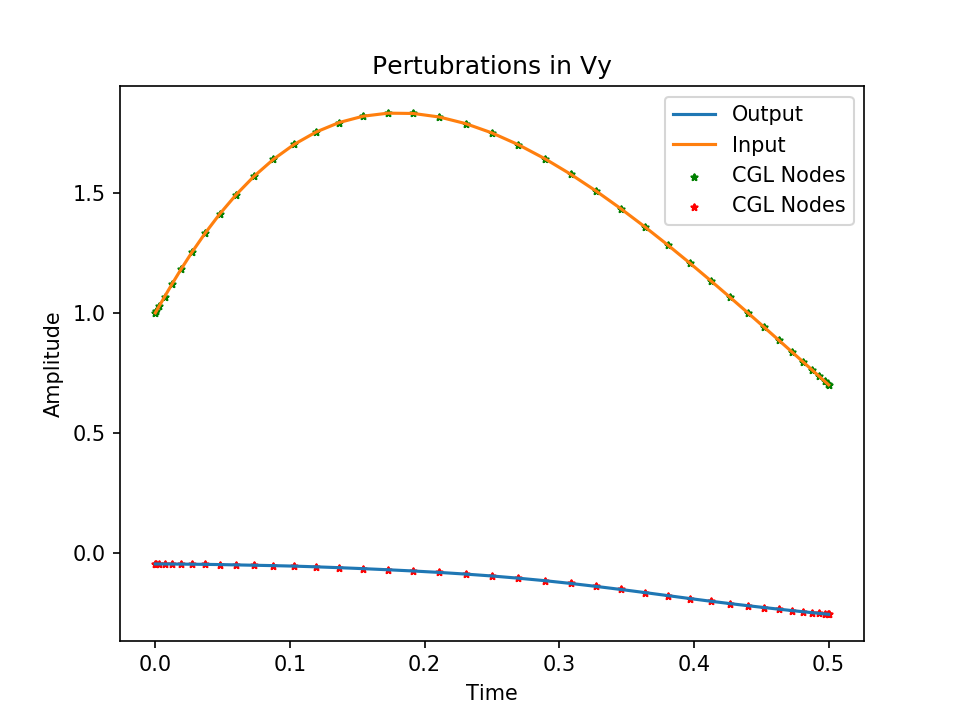 Pertubrations in Vy
Output
Input
CGL Nodes
CGL Nodes
Amplitude
1.5
1.0
0.5
0.0
0.0 0.1 0.2 0.3 0.4 0.5
Time